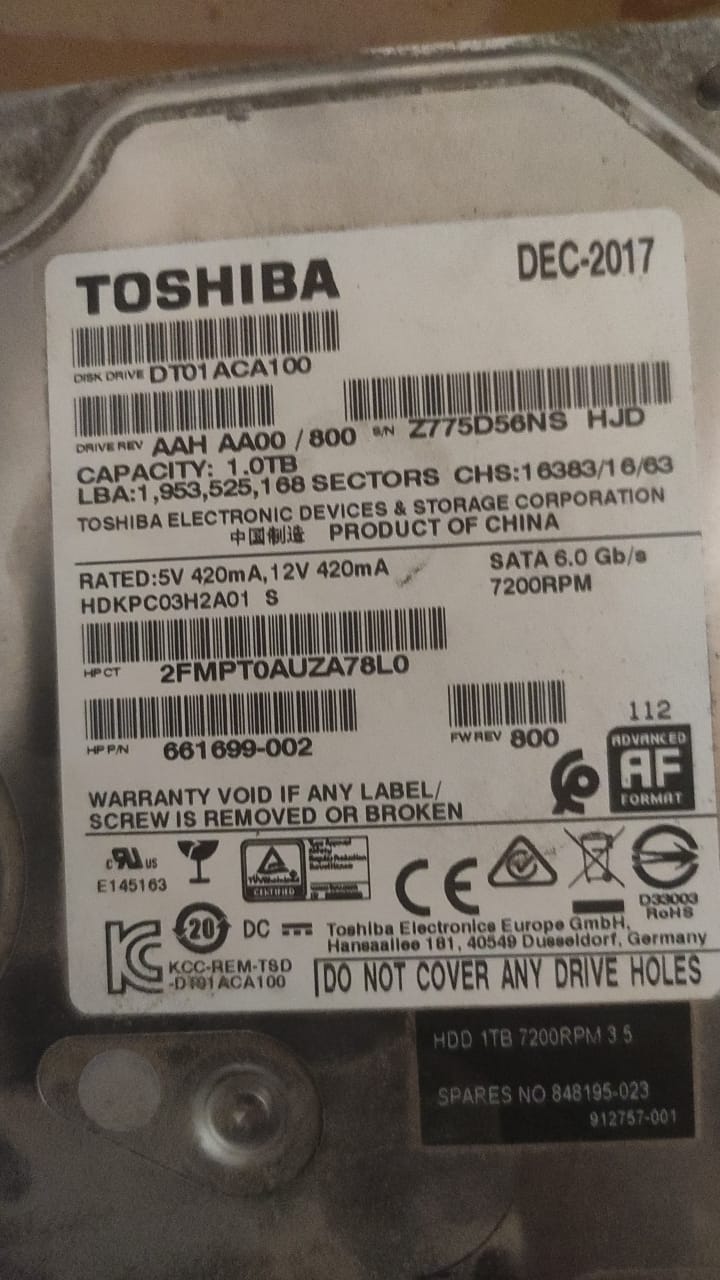 TOSHIBA
DEC-2017
DISK DRIVE DT01ACA100
DRIVE REV AAH AA00 / 800 S/N Z775D56NS HJD
CAPACITY: 1.0TB
LBA:1,953,525,168 SECTORS CHS:16383/16/63
TOSHIBA ELECTRONIC DEVICES & STORAGE CORPORATION
中国制造 PRODUCT OF CHINA
RATED:5V 420mA,12V 420mA
SATA 6.0 Gb/s
HDKPC03H2A01 S
7200RPM
HP CT 2FMPT0AUZA78L0
HP P/N 661699-002
FW REV 800
112
ADVANCED
AF
FORMAT
WARRANTY VOID IF ANY LABEL/
SCREW IS REMOVED OR BROKEN
c UR US
E145163
CERTIFIED
CE
D33003
RoHS
20
DC
Toshiba Electronics Europe GmbH,
Hansaallee 181, 40549 Dusseldorf, Germany
KC
KCC-REM-TSD
-DT01ACA100
DO NOT COVER ANY DRIVE HOLES
HDD 1TB 7200RPM 3.5
SPARES NO 848195-023
912757-001